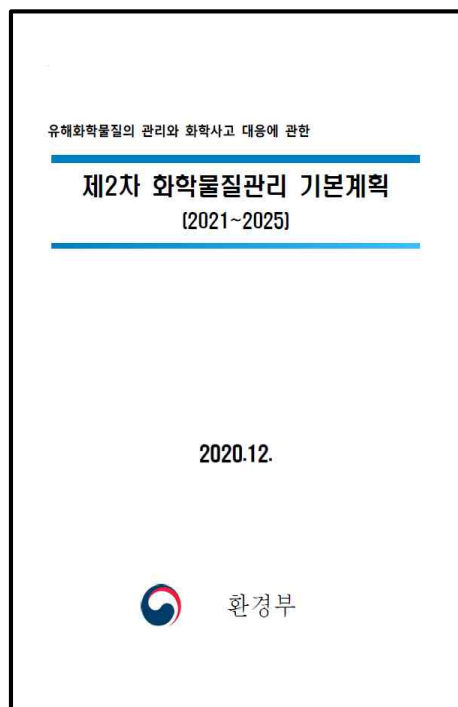 유해화학물질의 관리와 화학사고 대응에 관한
제2차 화학물질관리 기본계획
(2021~2025)
2020.12.
환경부